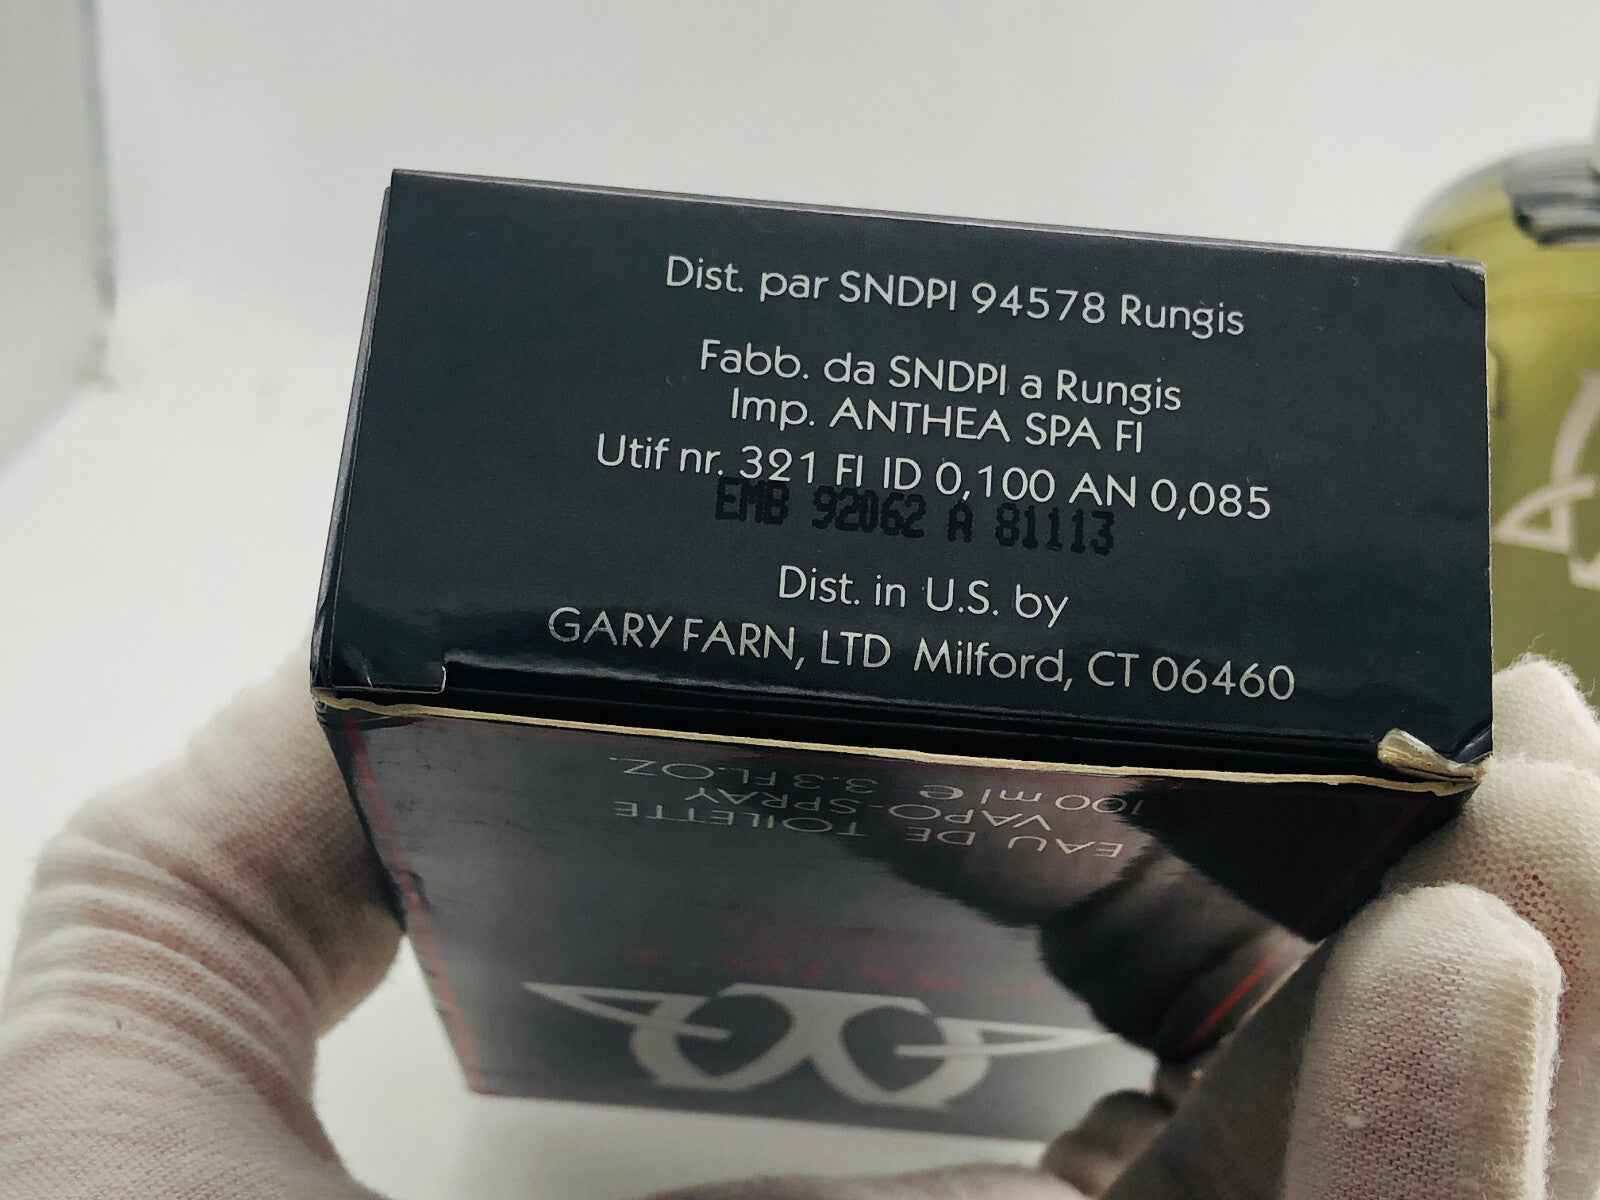 Dist. par SNDPI 94578 Rungis
Fabb. da SNDPI a Rungis
Imp. ANTHEA SPA FI
Utif nr. 321 FI ID 0,100 AN 0,085
EMB 92062 A 81113
Dist. in U.S. by
GARY FARN, LTD Milford, CT 06460
EAU DE TOILETTE
VAPO-SPRAY
100 ml e 3.3 FL.OZ.